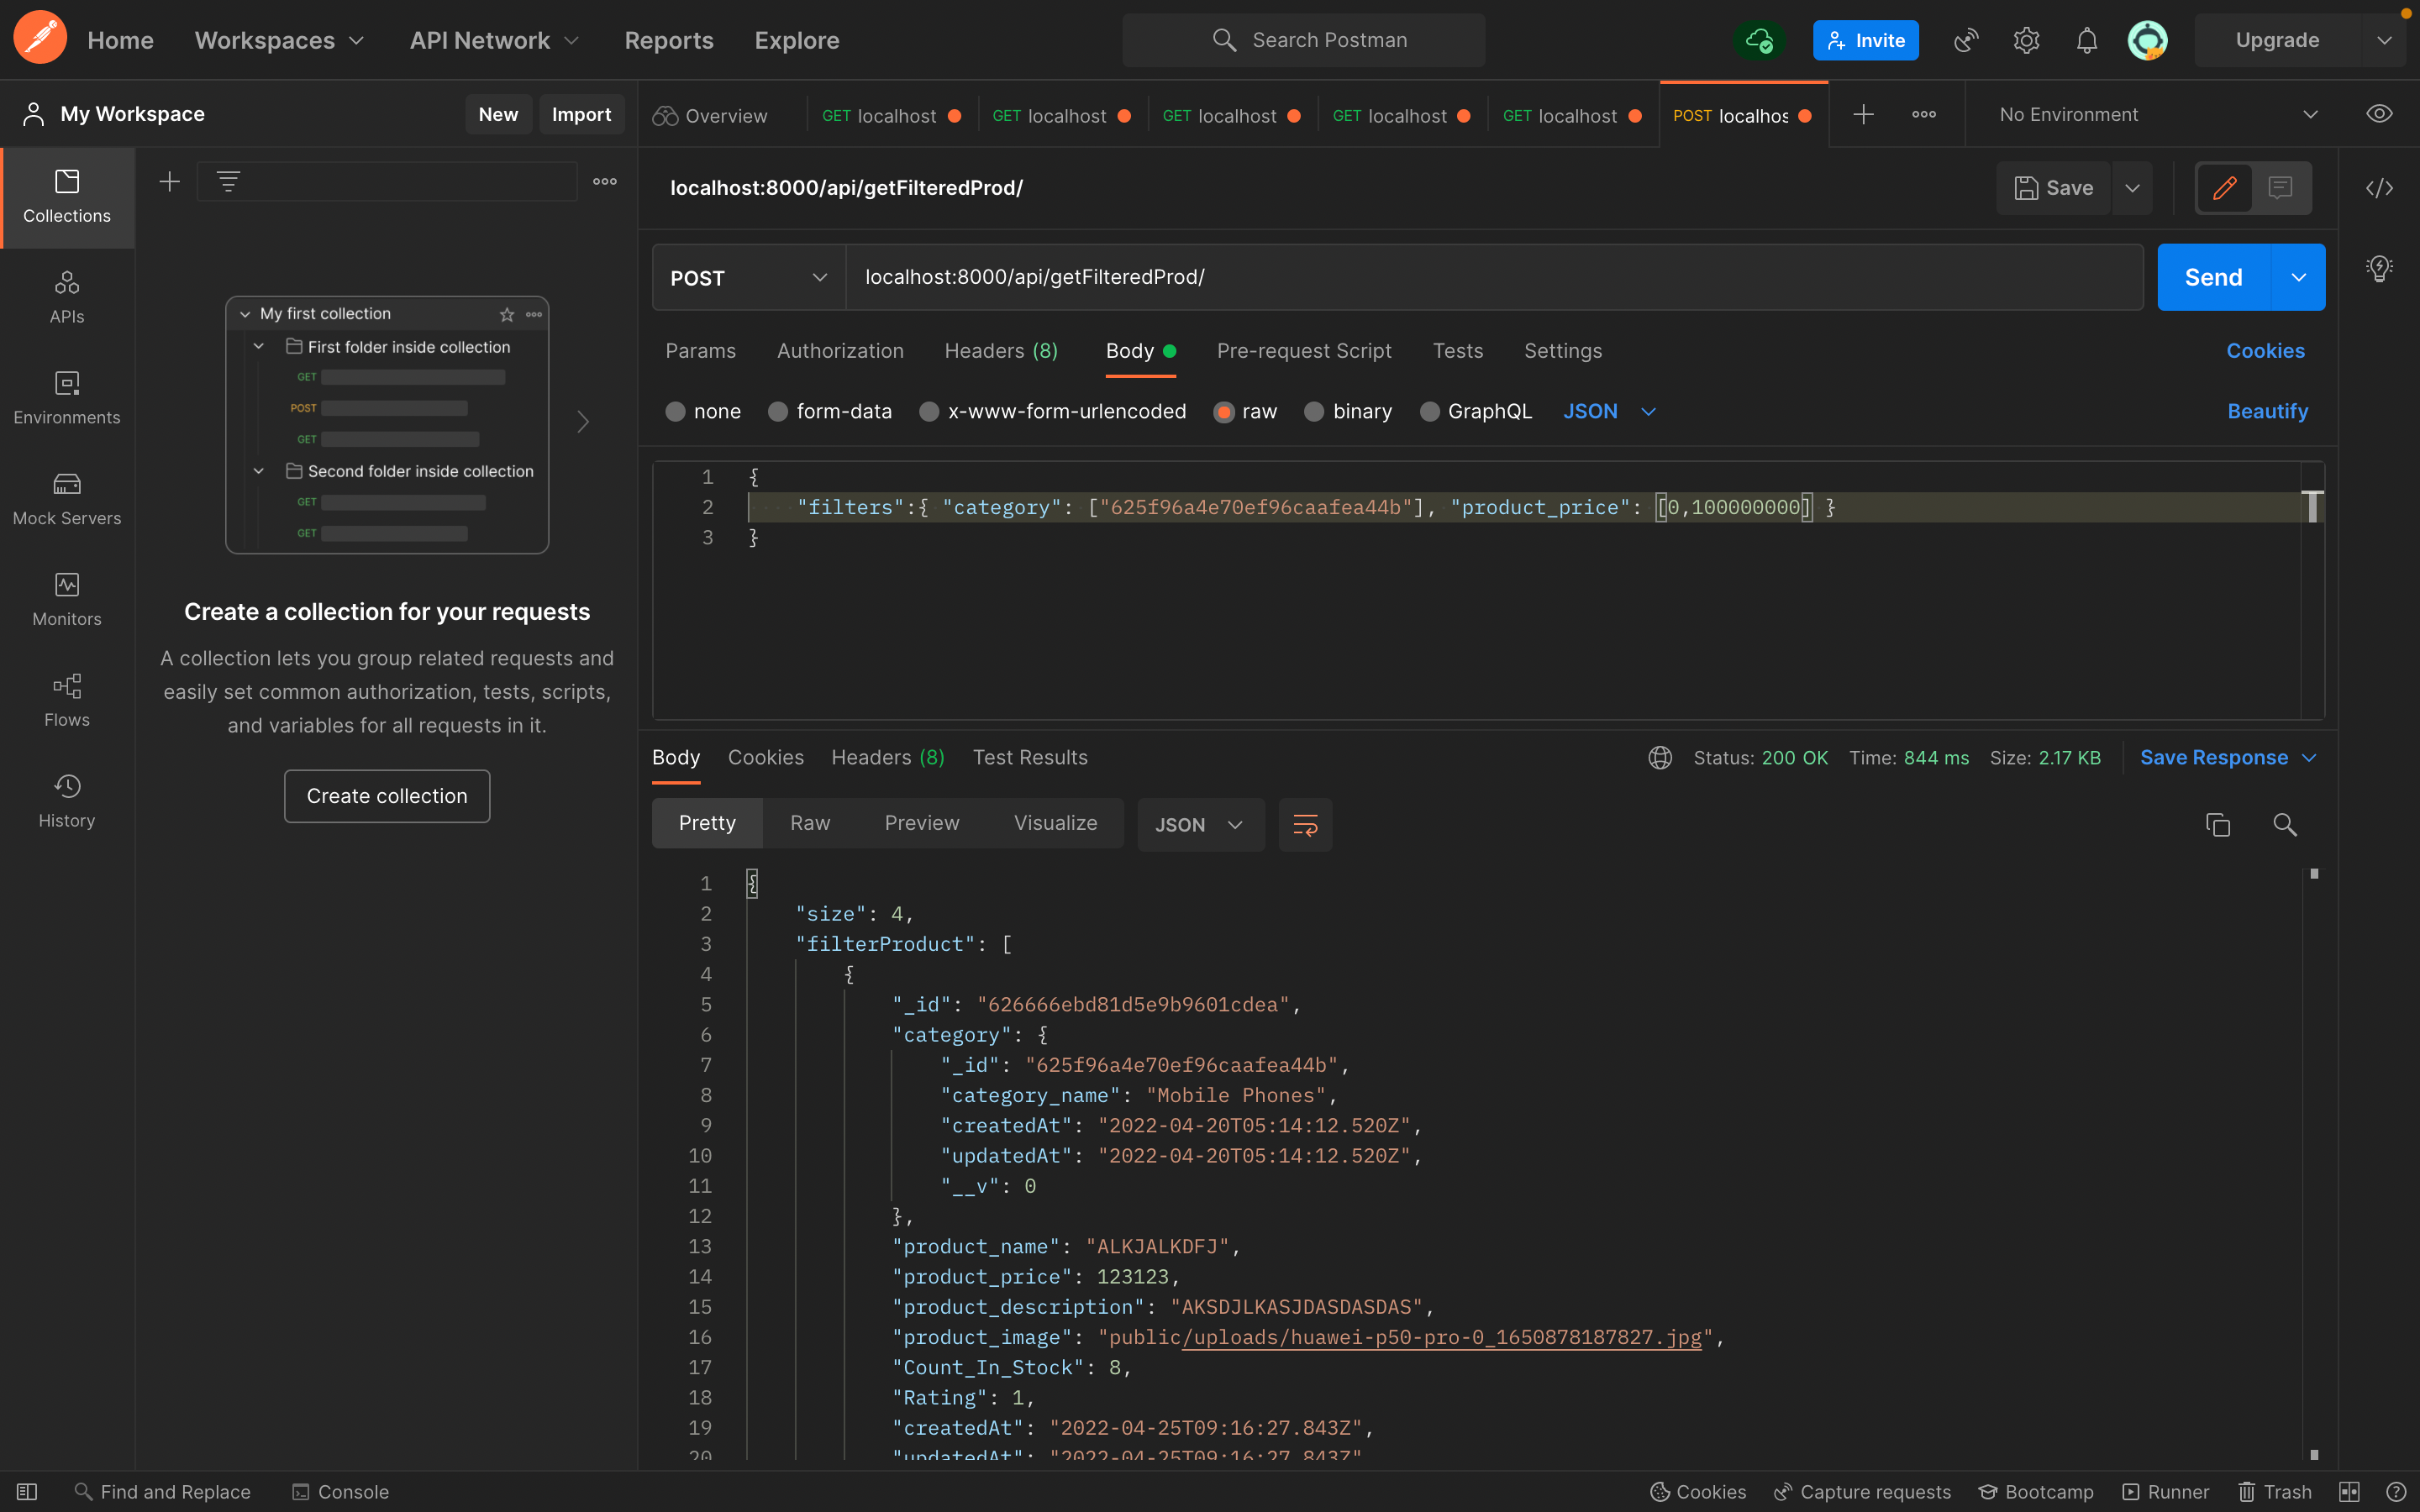 Home Workspaces API Network Reports Explore Search Postman Invite Upgrade
My Workspace New Import
Overview GET localhost GET localhost GET localhost GET localhost GET localhost POST localhos No Environment
Collections
APIs
Environments
Mock Servers
Monitors
Flows
History
My first collection
First folder inside collection
GET
POST
GET
Second folder inside collection
GET
GET
Create a collection for your requests
A collection lets you group related requests and
easily set common authorization, tests, scripts,
and variables for all requests in it.
Create collection
localhost:8000/api/getFilteredProd/ Save
POST localhost:8000/api/getFilteredProd/ Send
Params Authorization Headers (8) Body Pre-request Script Tests Settings Cookies
none form-data x-www-form-urlencoded raw binary GraphQL JSON Beautify
1 {
2 "filters":{ "category": ["625f96a4e70ef96caafea44b"], "product_price": [0,100000000] }
3 }
Body Cookies Headers (8) Test Results Status: 200 OK Time: 844 ms Size: 2.17 KB Save Response
Pretty Raw Preview Visualize JSON
1 {
2 "size": 4,
3 "filterProduct": [
4 {
5 "_id": "626666ebd81d5e9b9601cdea",
6 "category": {
7 "_id": "625f96a4e70ef96caafea44b",
8 "category_name": "Mobile Phones",
9 "createdAt": "2022-04-20T05:14:12.520Z",
10 "updatedAt": "2022-04-20T05:14:12.520Z",
11 "__v": 0
12 },
13 "product_name": "ALKJALKDFJ",
14 "product_price": 123123,
15 "product_description": "AKSDJLKASJDASDASDAS",
16 "product_image": "public/uploads/huawei-p50-pro-0_1650878187827.jpg",
17 "Count_In_Stock": 8,
18 "Rating": 1,
19 "createdAt": "2022-04-25T09:16:27.843Z",
20 "updatedAt": "2022-04-25T09:16:27.843Z"
Find and Replace Console Cookies Capture requests Bootcamp Runner Trash